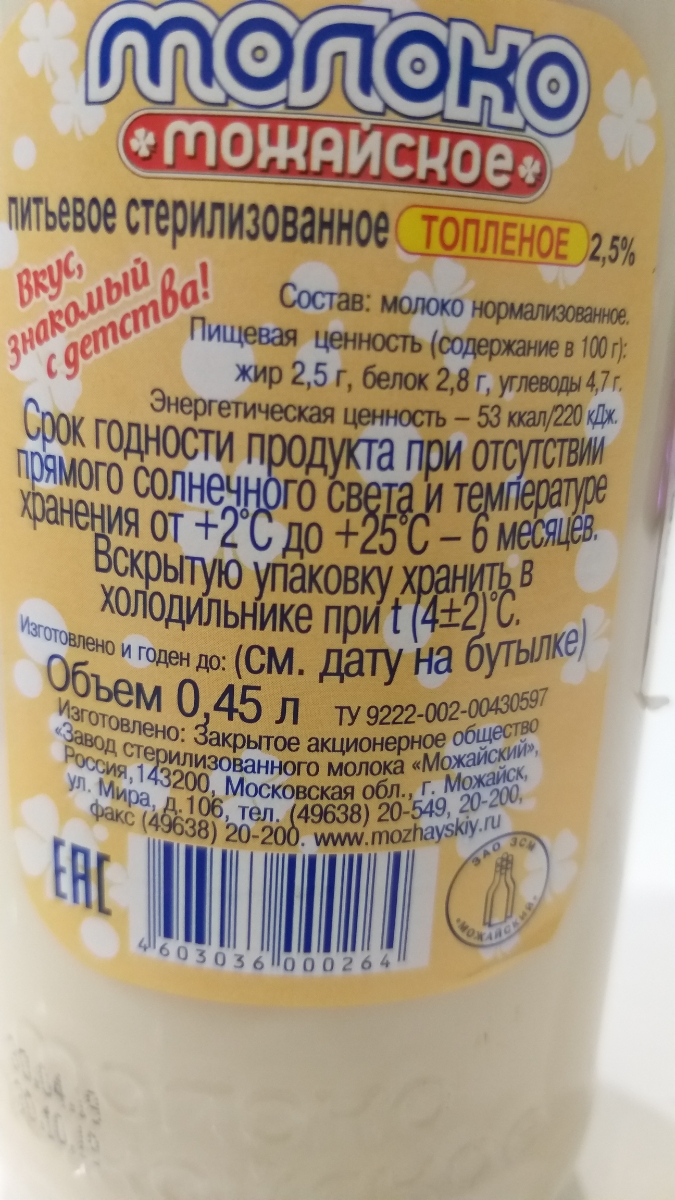 молоко
можайское
питьевое стерилизованное ТОПЛЕНОЕ 2,5%
Вкус,
знакомый
с детства!
Состав: молоко нормализованное.
Пищевая ценность (содержание в 100 г):
жир 2,5 г, белок 2,8 г, углеводы 4,7 г.
Энергетическая ценность – 53 ккал/220 кДж.
Срок годности продукта при отсутствии
прямого солнечного света и температуре
хранения от +2°С до +25°С – 6 месяцев.
Вскрытую упаковку хранить в
холодильнике при t (4±2)°С.
Изготовлено и годен до: (см. дату на бутылке)
Объем 0,45 л ТУ 9222-002-00430597
Изготовлено: Закрытое акционерное общество
«Завод стерилизованного молока «Можайский»,
Россия,143200, Московская обл., г. Можайск,
ул. Мира, д.106, тел. (49638) 20-549, 20-200,
факс (49638) 20-200. www.mozhayskiy.ru
ЕАС
ЗАО ЗСМ
«МОЖАЙСКИЙ»
4 603036 000264
молоко